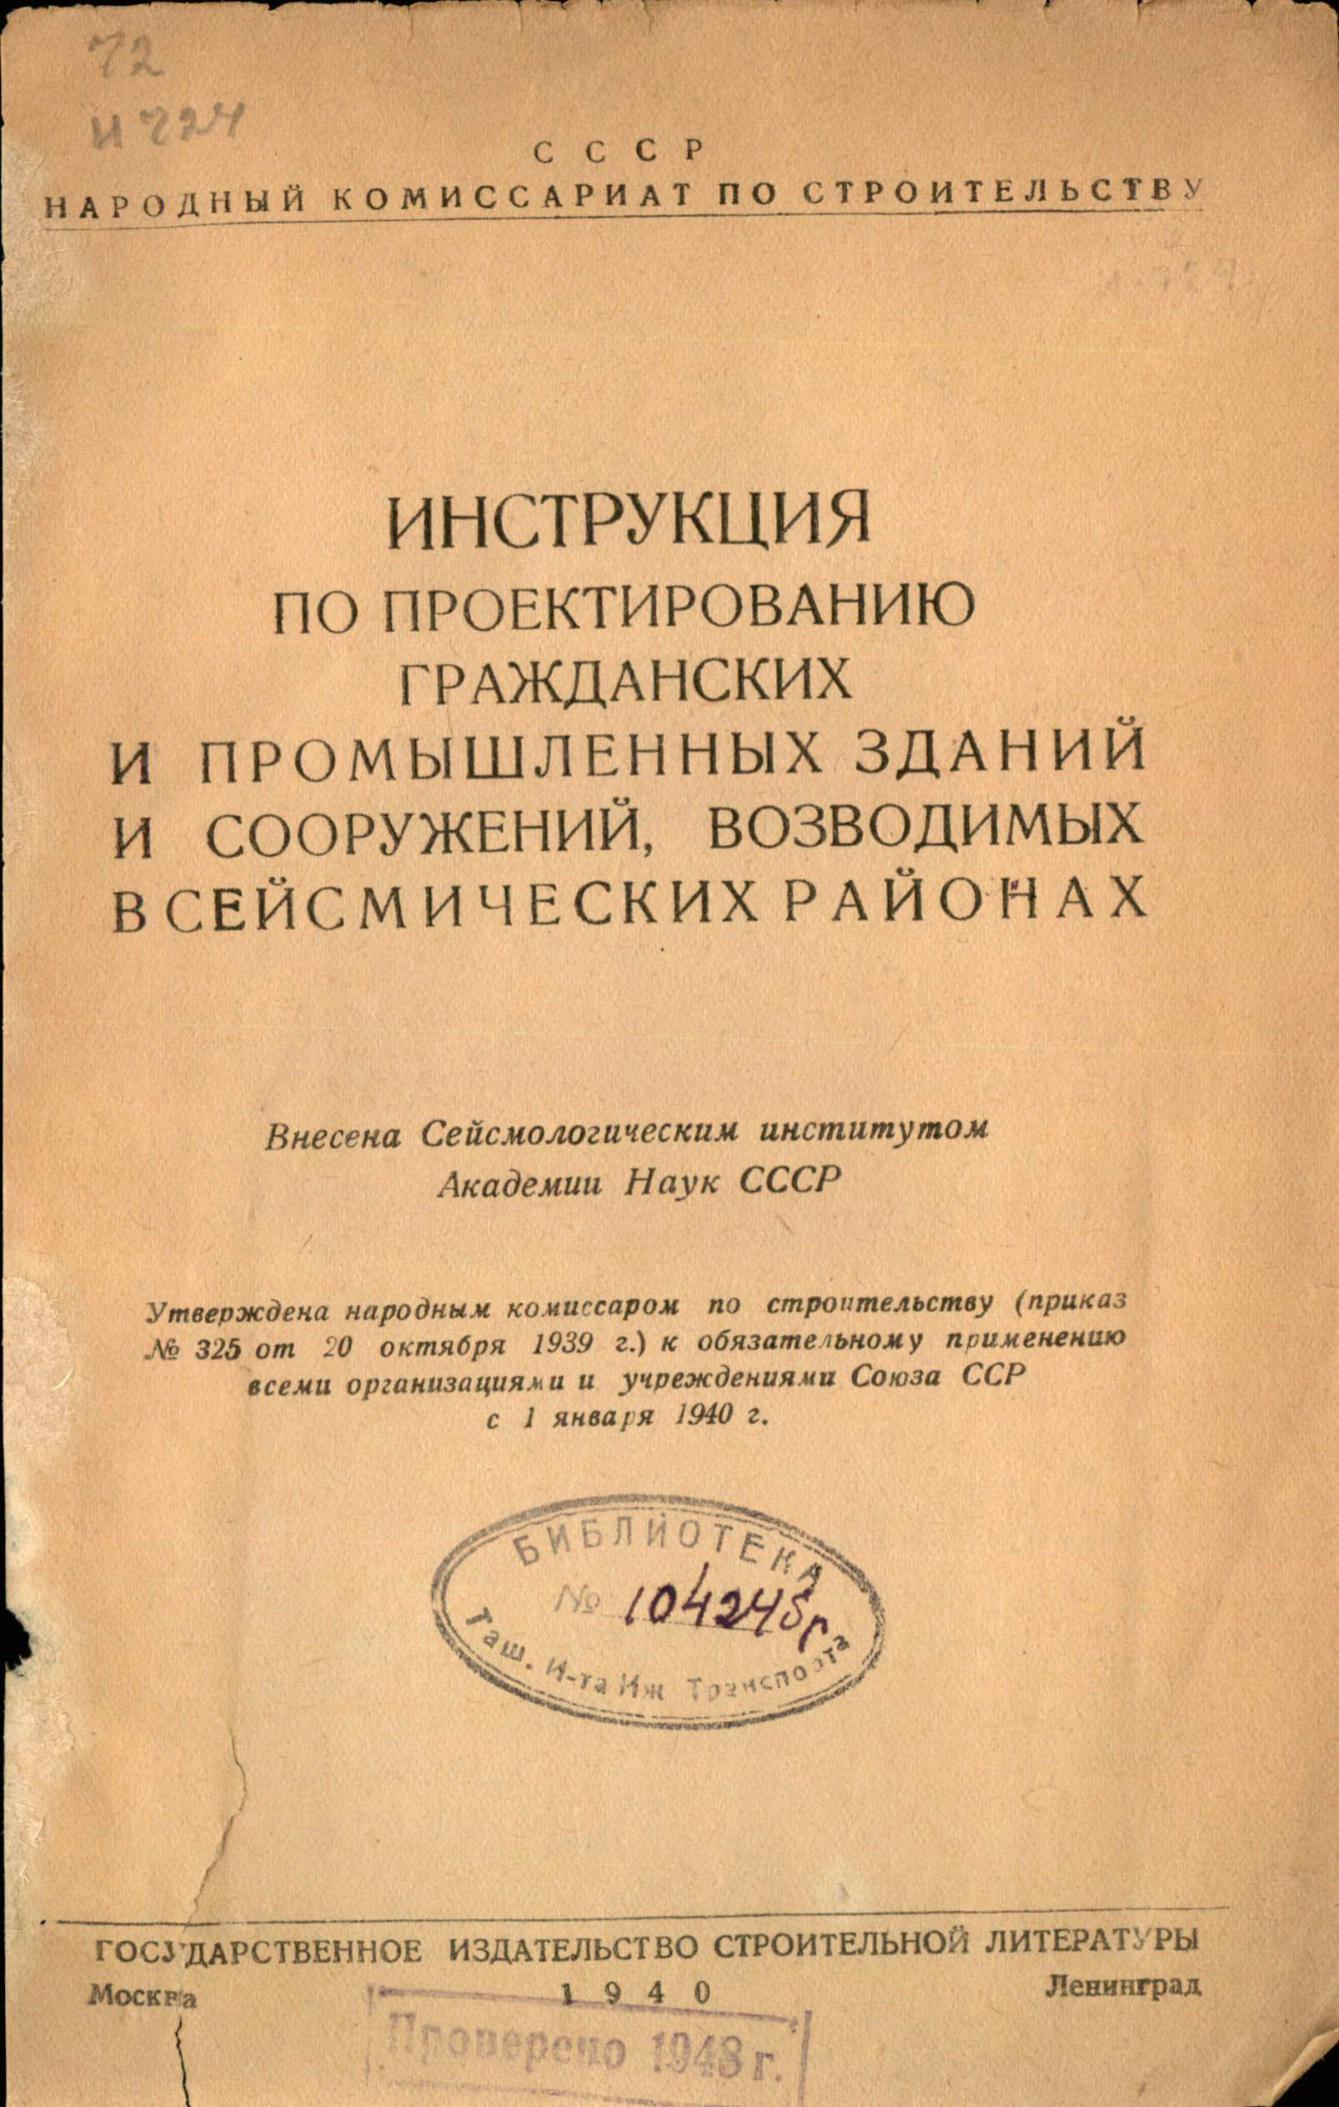 72
И 724
СССР
НАРОДНЫЙ КОМИССАРИАТ ПО СТРОИТЕЛЬСТВУ
ИНСТРУКЦИЯ
ПО ПРОЕКТИРОВАНИЮ
ГРАЖДАНСКИХ
И ПРОМЫШЛЕННЫХ ЗДАНИЙ
И СООРУЖЕНИЙ, ВОЗВОДИМЫХ
В СЕЙСМИЧЕСКИХ РАЙОНАХ
Внесена Сейсмологическим институтом
Академии Наук СССР
Утверждена народным комиссаром по строительству (приказ
№ 325 от 20 октября 1939 г.) к обязательному применению
всеми организациями и учреждениями Союза ССР
с 1 января 1940 г.
БИБЛИОТЕКА
№ 104245г
Таш. И-та Иж Транспорта
ГОСУДАРСТВЕННОЕ ИЗДАТЕЛЬСТВО СТРОИТЕЛЬНОЙ ЛИТЕРАТУРЫ
Москва 1940 Ленинград
Проверено 1948 г.